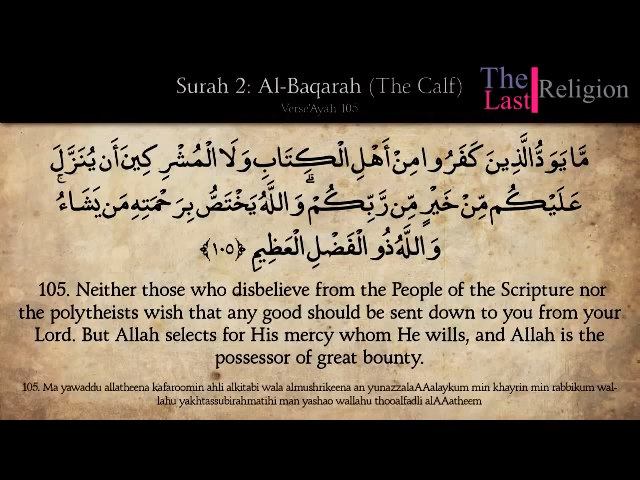 Surah 2: Al-Baqarah (The Calf)
Verse/Ayah 105
The
Last
Religion
مَّا يَوَدُّ الَّذِينَ كَفَرُوا مِنْ أَهْلِ الْكِتَابِ وَلَا الْمُشْرِكِينَ أَن يُنَزَّلَ
عَلَيْكُم مِّنْ خَيْرٍ مِّن رَّبِّكُمْ ۗ وَاللَّهُ يَخْتَصُّ بِرَحْمَتِهِ مَن يَشَاءُ ۚ
وَاللَّهُ ذُو الْفَضْلِ الْعَظِيمِ ﴿١٠٥﴾
105. Neither those who disbelieve from the People of the Scripture nor
the polytheists wish that any good should be sent down to you from your
Lord. But Allah selects for His mercy whom He wills, and Allah is the
possessor of great bounty.
105. Ma yawaddu allatheena kafaroomin ahli alkitabi wala almushrikeena an yunazzalaAAalaykum min khayrin min rabbikum wal-
lahu yakhtassubirahmatihi man yashao wallahu thooalfadli alAAatheem